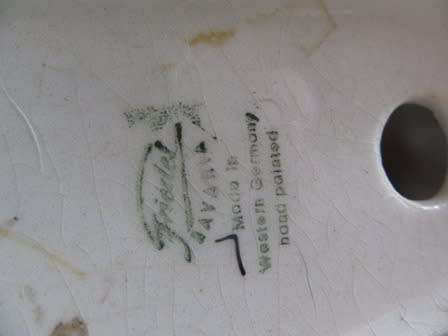 Friedel
BAVARIA
Made in
Western Germany
hand painted